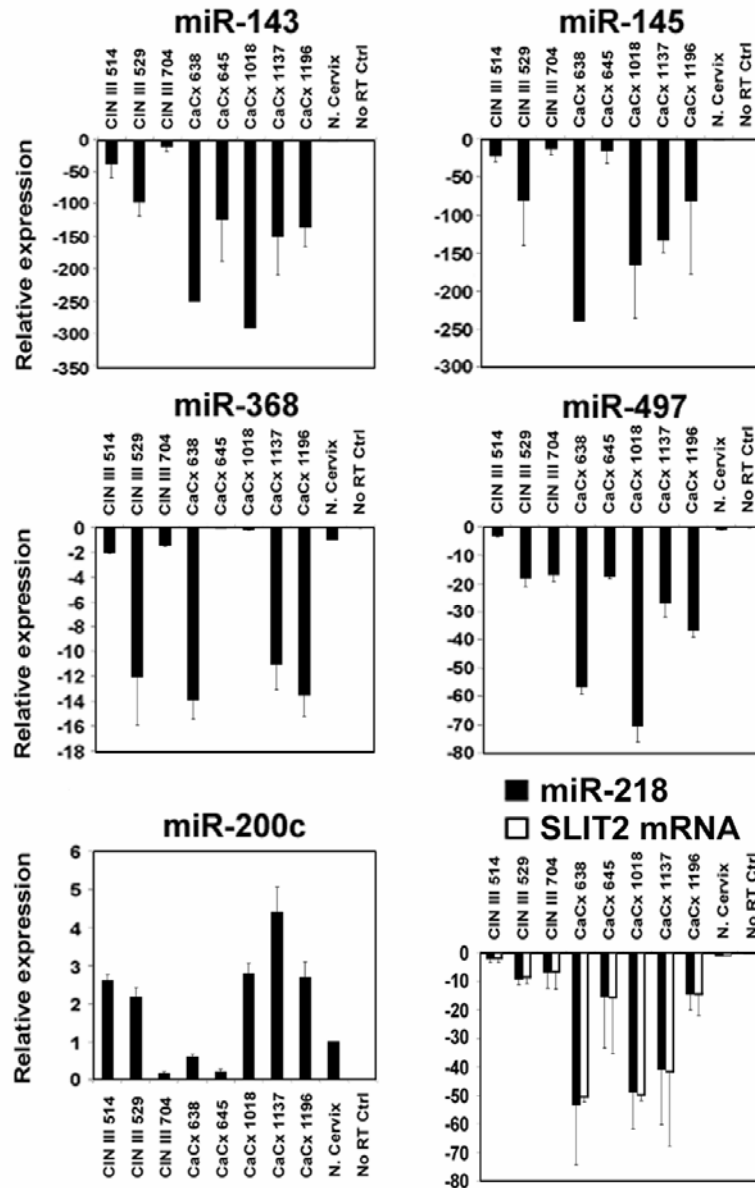 miR-143
CIN III 514
CIN III 529
CIN III 704
CaCx 638
CaCx 645
CaCx 1018
CaCx 1137
CaCx 1196
N. Cervix
No RT Ctrl
Relative expression
0
-50
-100
-150
-200
-250
-300
-350
miR-145
CIN III 514
CIN III 529
CIN III 704
CaCx 638
CaCx 645
CaCx 1018
CaCx 1137
CaCx 1196
N. Cervix
No RT Ctrl
0
-50
-100
-150
-200
-250
-300
miR-368
CIN III 514
CIN III 529
CIN III 704
CaCx 638
CaCx 645
CaCx 1018
CaCx 1137
CaCx 1196
N. Cervix
No RT Ctrl
Relative expression
0
-2
-4
-6
-8
-10
-12
-14
-16
-18
miR-497
CIN III 514
CIN III 529
CIN III 704
CaCx 638
CaCx 645
CaCx 1018
CaCx 1137
CaCx 1196
N. Cervix
No RT Ctrl
0
-10
-20
-30
-40
-50
-60
-70
-80
miR-200c
Relative expression
6
5
4
3
2
1
0
CIN III 514
CIN III 529
CIN III 704
CaCx 638
CaCx 645
CaCx 1018
CaCx 1137
CaCx 1196
N. Cervix
No RT Ctrl
miR-218
SLIT2 mRNA
CIN III 514
CIN III 529
CIN III 704
CaCx 638
CaCx 645
CaCx 1018
CaCx 1137
CaCx 1196
N. Cervix
No RT Ctrl
0
-10
-20
-30
-40
-50
-60
-70
-80